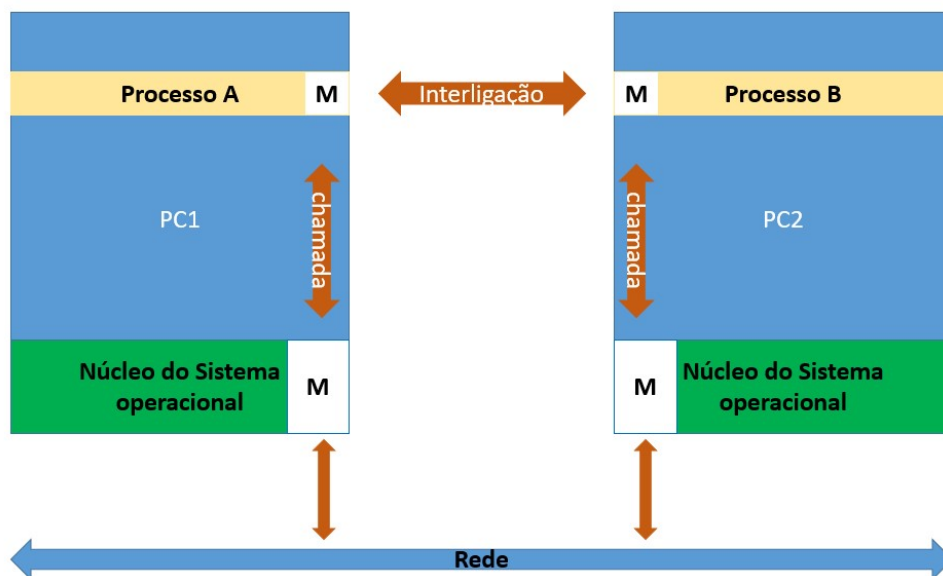 Processo A
M
Interligação
M
Processo B
PC1
chamada
chamada
PC2
Núcleo do Sistema
operacional
M
M
Núcleo do Sistema
operacional
Rede